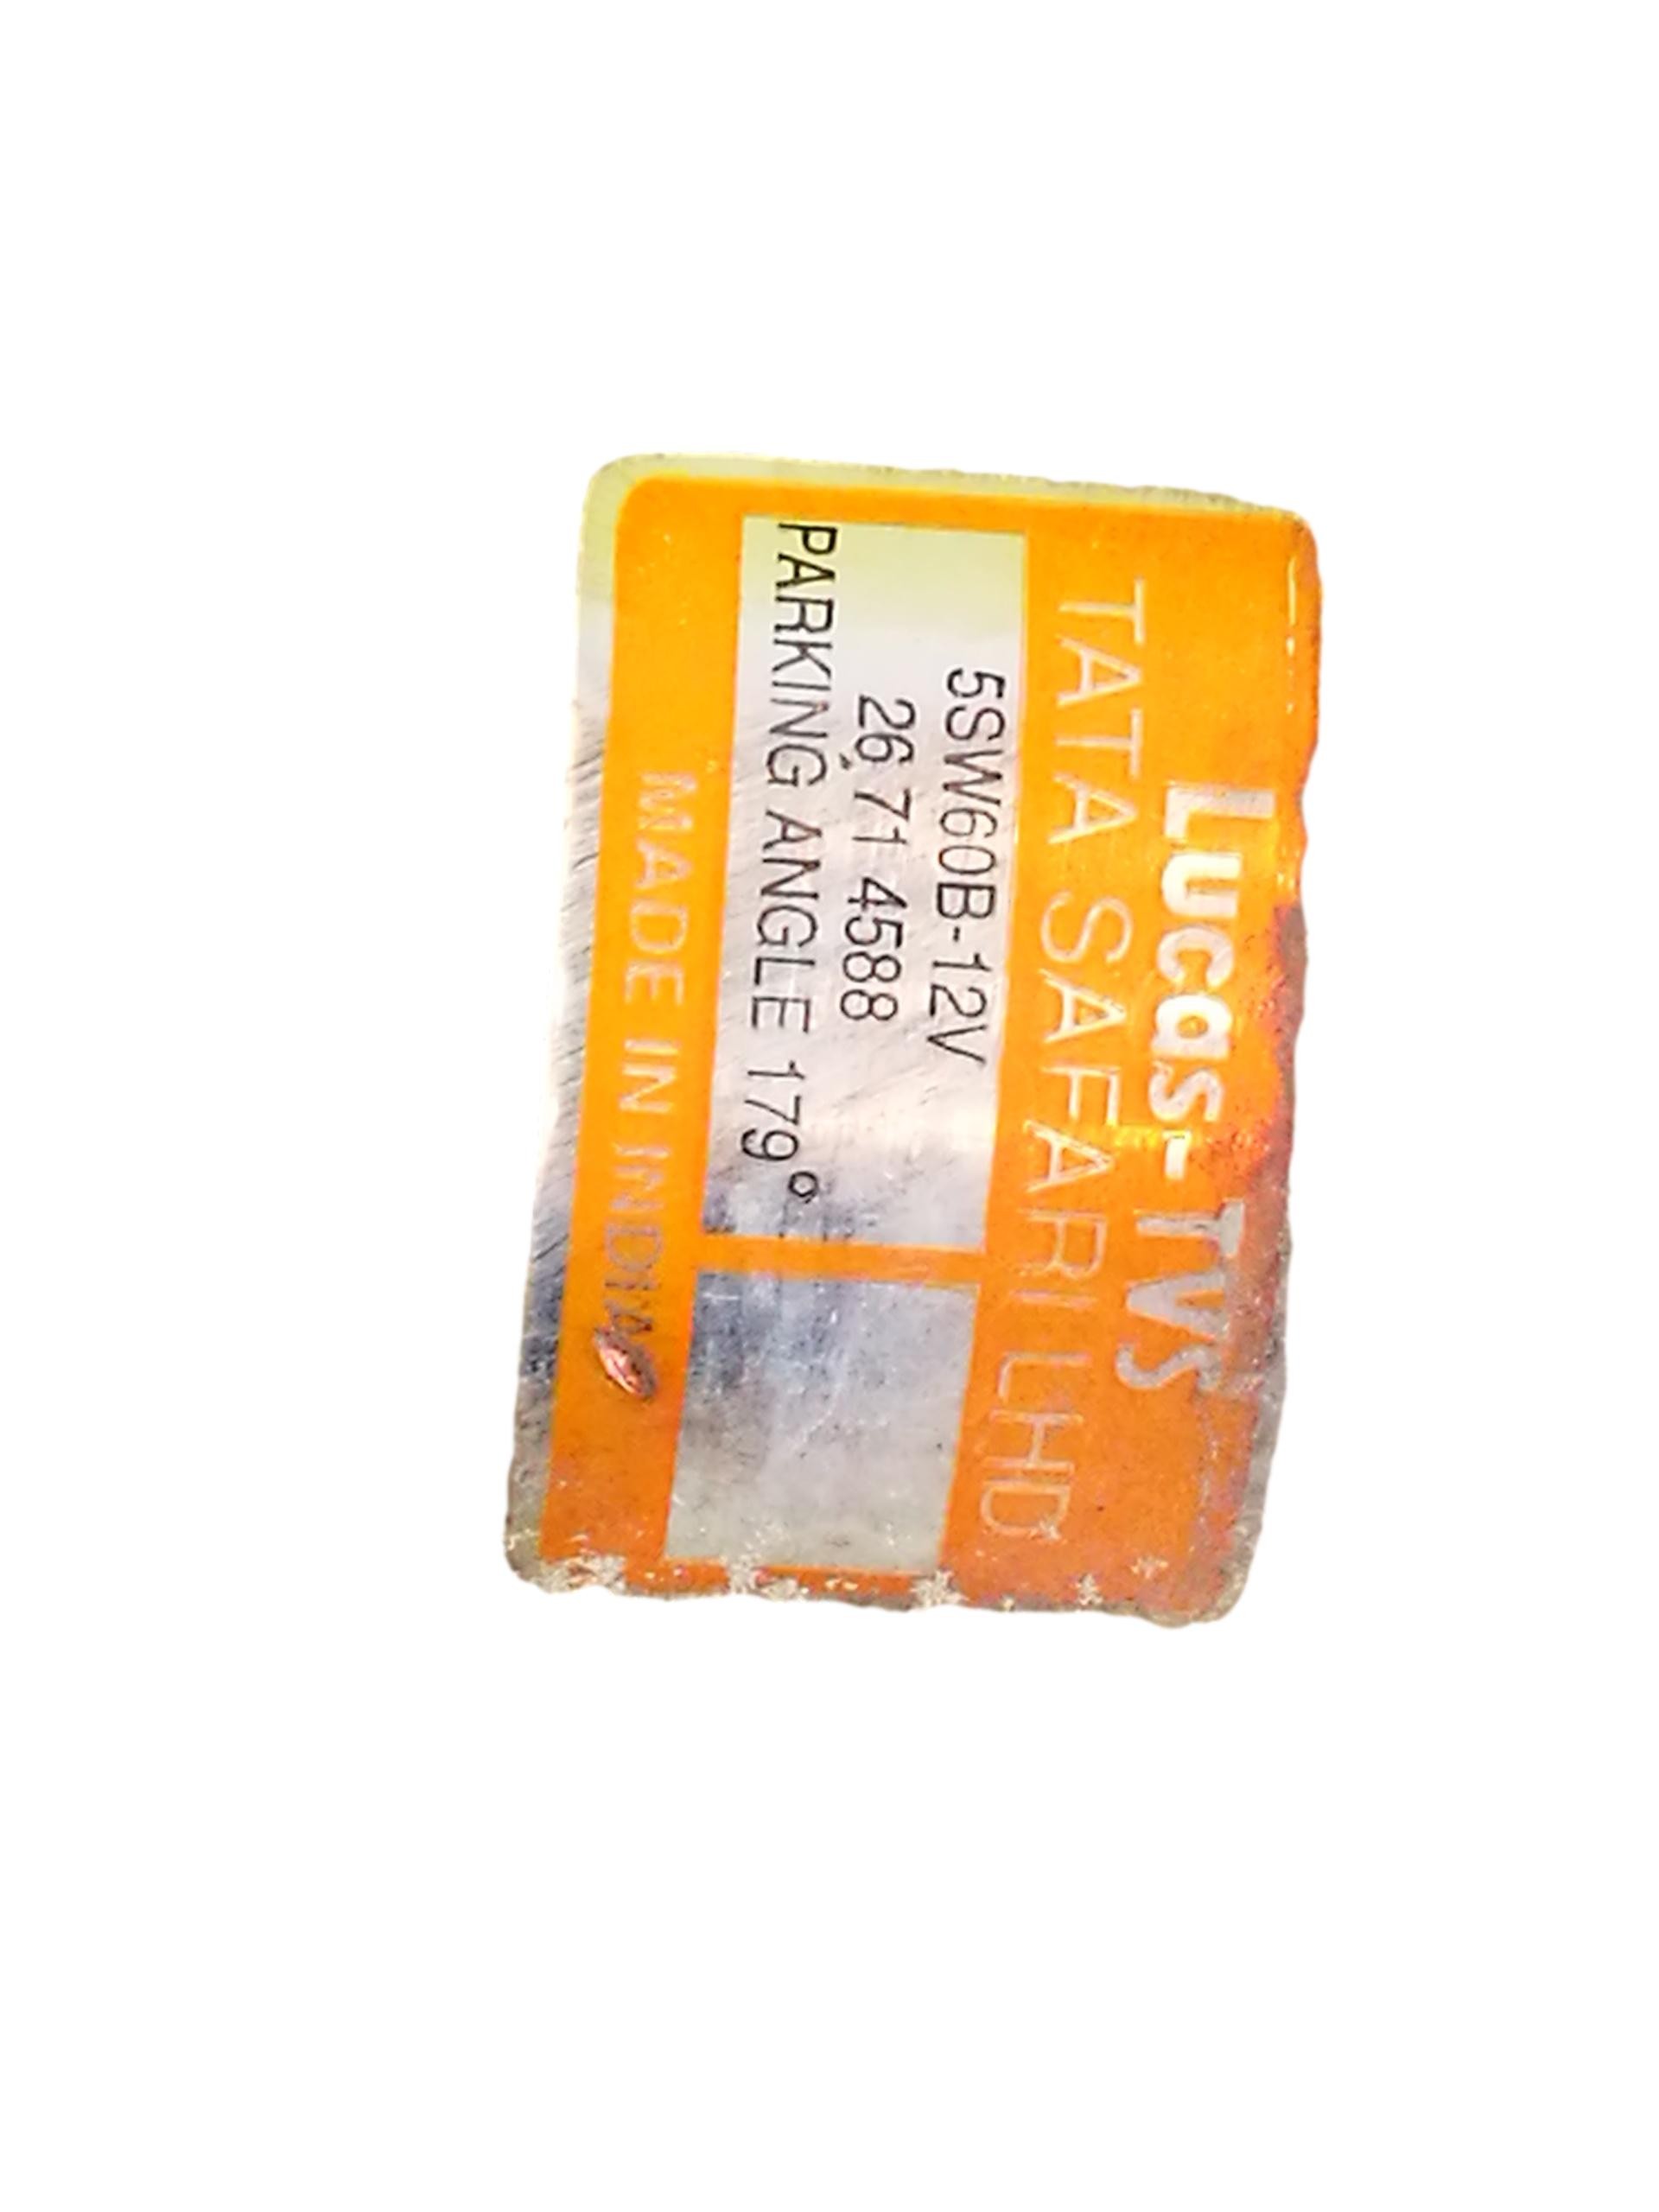 Lucas-TVS
TATA SAFARI LHD
5SW60B-12V
26 71 4588
PARKING ANGLE 179°
MADE IN INDIA